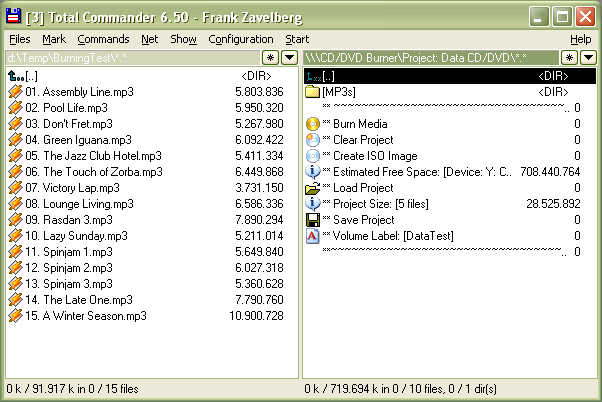 [3] Total Commander 6.50 - Frank Zavelberg
Files Mark Commands Net Show Configuration Start Help
d:\Temp\BurningTest\*.*
[..] <DIR>
01. Assembly Line.mp3 5.803.836
02. Pool Life.mp3 5.950.320
03. Don't Fret.mp3 5.267.980
04. Green Iguana.mp3 6.092.422
05. The Jazz Club Hotel.mp3 5.411.334
06. The Touch of Zorba.mp3 6.449.868
07. Victory Lap.mp3 3.731.150
08. Lounge Living.mp3 6.586.336
09. Rasdan 3.mp3 7.890.294
10. Lazy Sunday.mp3 5.211.014
11. Spinjam 1.mp3 5.649.840
12. Spinjam 2.mp3 6.027.318
13. Spinjam 3.mp3 5.360.628
14. The Late One.mp3 7.790.760
15. A Winter Season.mp3 10.900.728
0 k / 91.917 k in 0 / 15 files
\\\CD/DVD Burner\Project: Data CD/DVD\*.*
[..] <DIR>
[MP3s] <DIR>
** ~~~~~~~~~~~~~~~~~~~~~~~~~~~~~~~~~.. 0
** Burn Media 0
** Clear Project 0
** Create ISO Image 0
** Estimated Free Space: [Device: Y: C.. 708.440.764
** Load Project 0
** Project Size: [5 files] 28.525.892
** Save Project 0
** Volume Label: [DataTest] 0
**~~~~~~~~~~~~~~~~~~~~~~~~~~~~~~~~~.. 0
0 k / 719.694 k in 0 / 10 files, 0 / 1 dir(s)